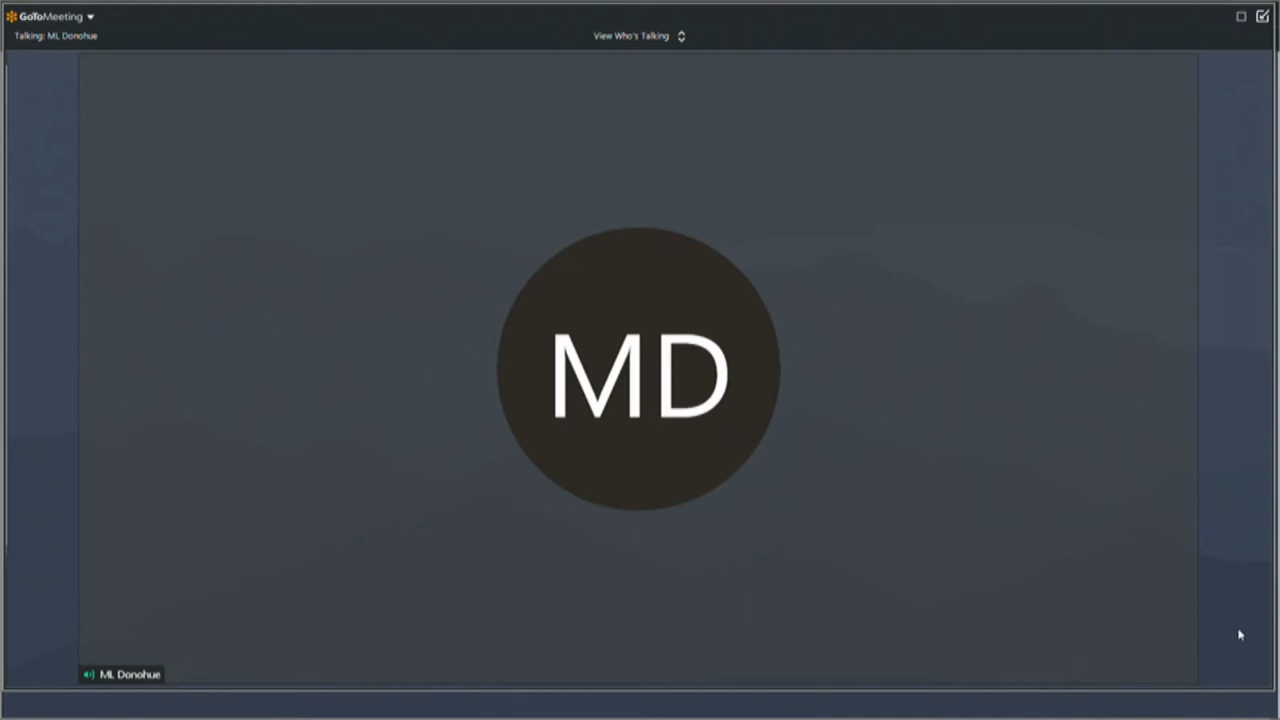 GoToMeeting
Talking: ML Donohue
View Who's Talking
MD
ML Donohue